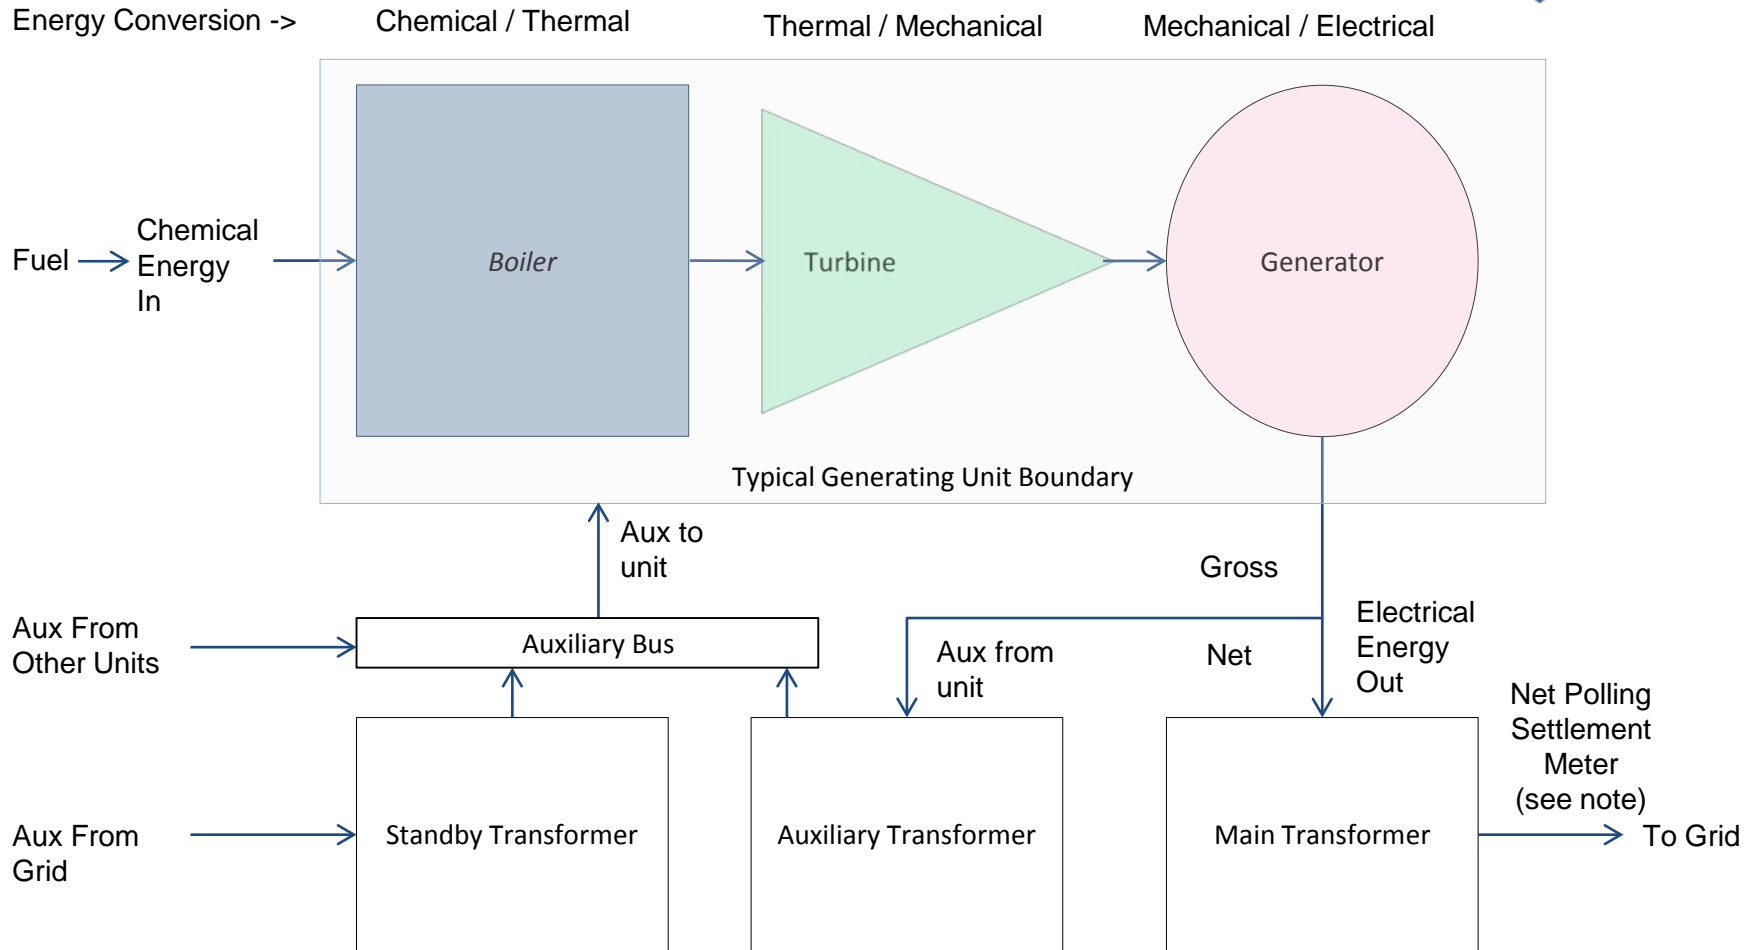 Energy Conversion ->
Chemical / Thermal
Thermal / Mechanical
Mechanical / Electrical
Fuel
Chemical
Energy
In
Boiler
Turbine
Generator
Typical Generating Unit Boundary
Aux to
unit
Gross
Aux From
Other Units
Auxiliary Bus
Aux from
unit
Net
Electrical
Energy
Out
Net Polling
Settlement
Meter
(see note)
Aux From
Grid
Standby Transformer
Auxiliary Transformer
Main Transformer
To Grid